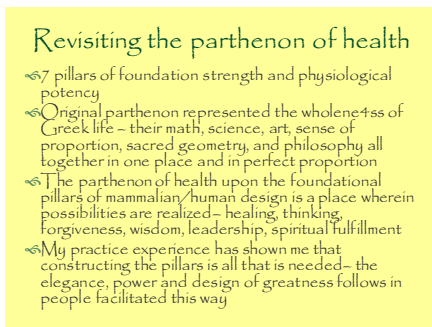 Revisiting the parthenon of health
7 pillars of foundation strength and physiological
potency
Original parthenon represented the wholene4ss of
Greek life – their math, science, art, sense of
proportion, sacred geometry, and philosophy all
together in one place and in perfect proportion
The parthenon of health upon the foundational
pillars of mammalian/human design is a place wherein
possibilities are realized– healing, thinking,
forgiveness, wisdom, leadership, spiritual fulfillment
My practice experience has shown me that
constructing the pillars is all that is needed– the
elegance, power and design of greatness follows in
people facilitated this way